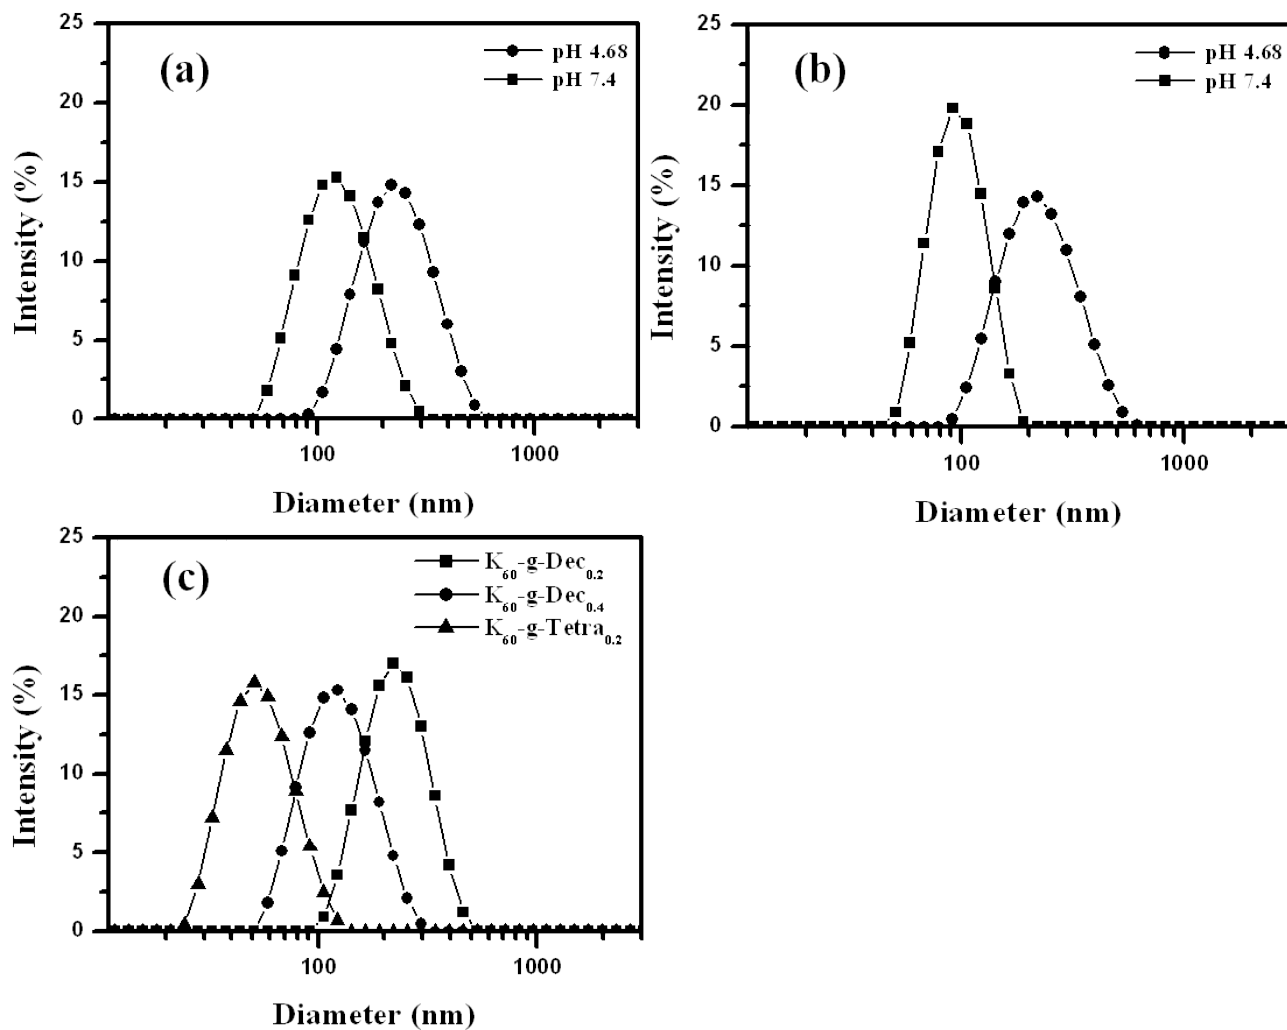 25
20
15
10
5
0
Intensity (%)
(a)
pH 4.68
pH 7.4
100
1000
Diameter (nm)
25
20
15
10
5
0
Intensity (%)
(b)
pH 4.68
pH 7.4
100
1000
Diameter (nm)
25
20
15
10
5
0
Intensity (%)
(c)
K₆₀-g-Dec₀.₂
K₆₀-g-Dec₀.₄
K₆₀-g-Tetra₀.₂
100
1000
Diameter (nm)